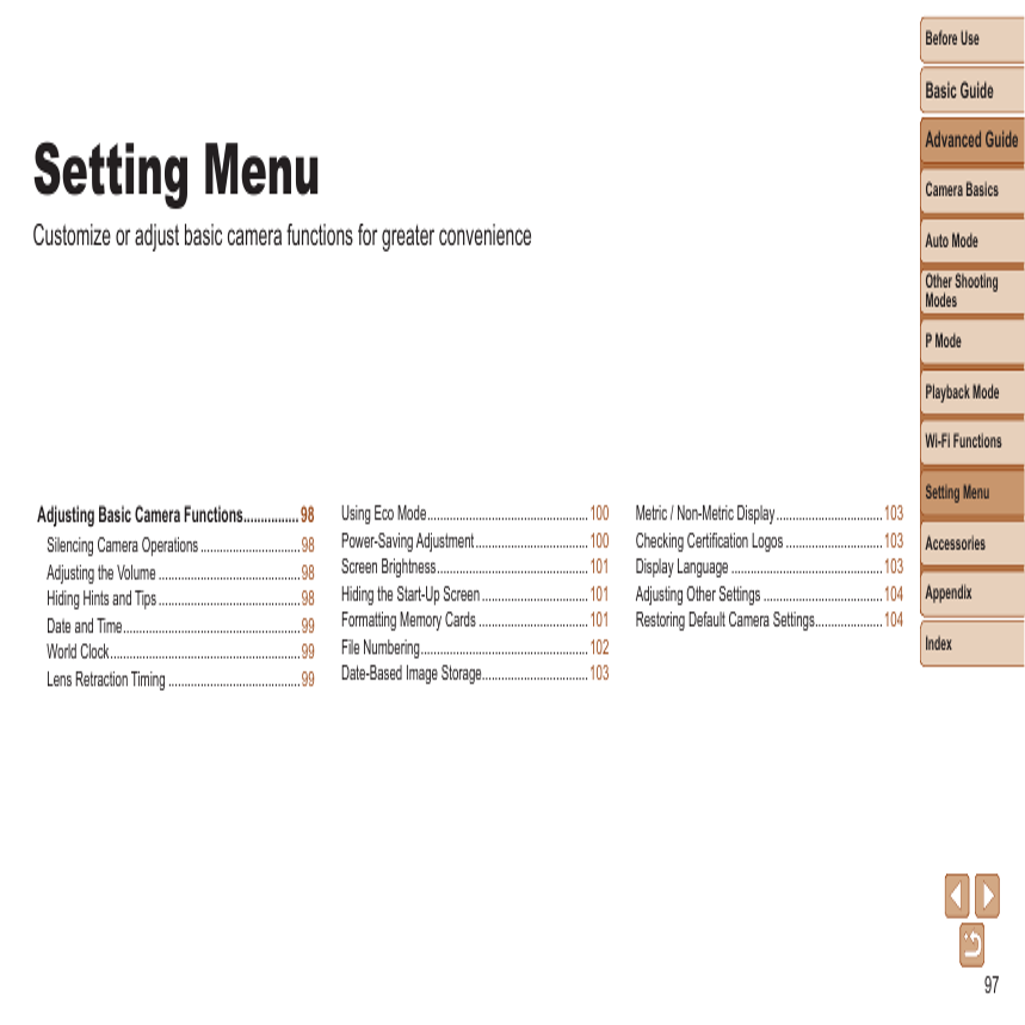 Setting Menu
Customize or adjust basic camera functions for greater convenience
Adjusting Basic Camera Functions................98
Silencing Camera Operations ...............................98
Adjusting the Volume ............................................98
Hiding Hints and Tips............................................98
Date and Time.......................................................99
World Clock...........................................................99
Lens Retraction Timing .........................................99
Using Eco Mode..................................................100
Power-Saving Adjustment...................................100
Screen Brightness...............................................101
Hiding the Start-Up Screen.................................101
Formatting Memory Cards ..................................101
File Numbering....................................................102
Date-Based Image Storage.................................103
Metric / Non-Metric Display.................................103
Checking Certification Logos ..............................103
Display Language ...............................................103
Adjusting Other Settings .....................................104
Restoring Default Camera Settings.....................104
Before Use
Basic Guide
Advanced Guide
Camera Basics
Auto Mode
Other Shooting
Modes
P Mode
Playback Mode
Wi-Fi Functions
Setting Menu
Accessories
Appendix
Index
97